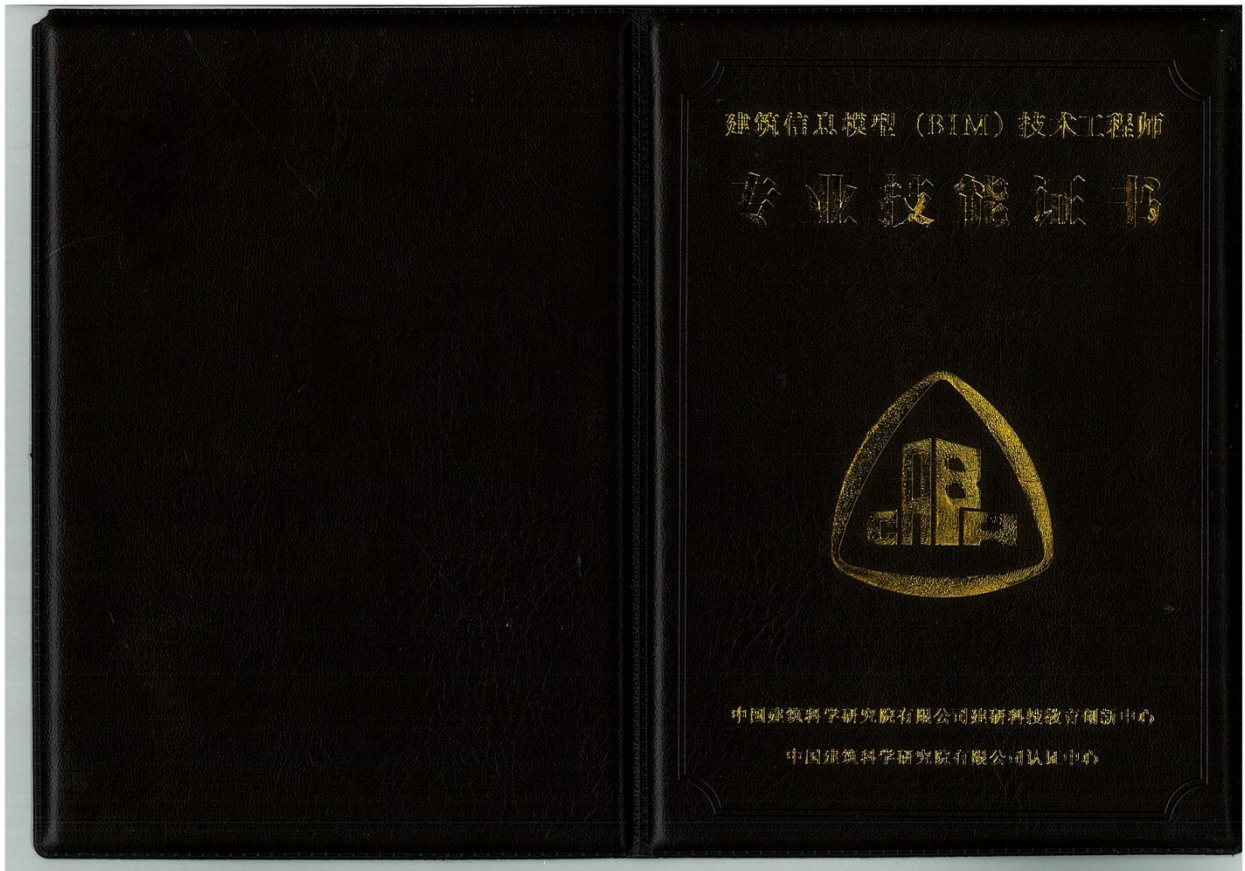 建筑信息模型（BIM）技术工程师
专业技能证书
CABR
中国建筑科学研究院有限公司建研科技教育创新中心
中国建筑科学研究院有限公司认证中心